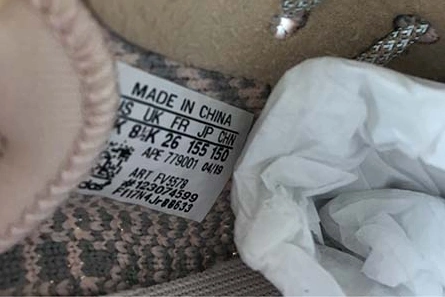 MADE IN CHINA
US UK FR JP CHN
K 8½K 26 155 150
APE 779001 04/19
ART FV5578
#123074599